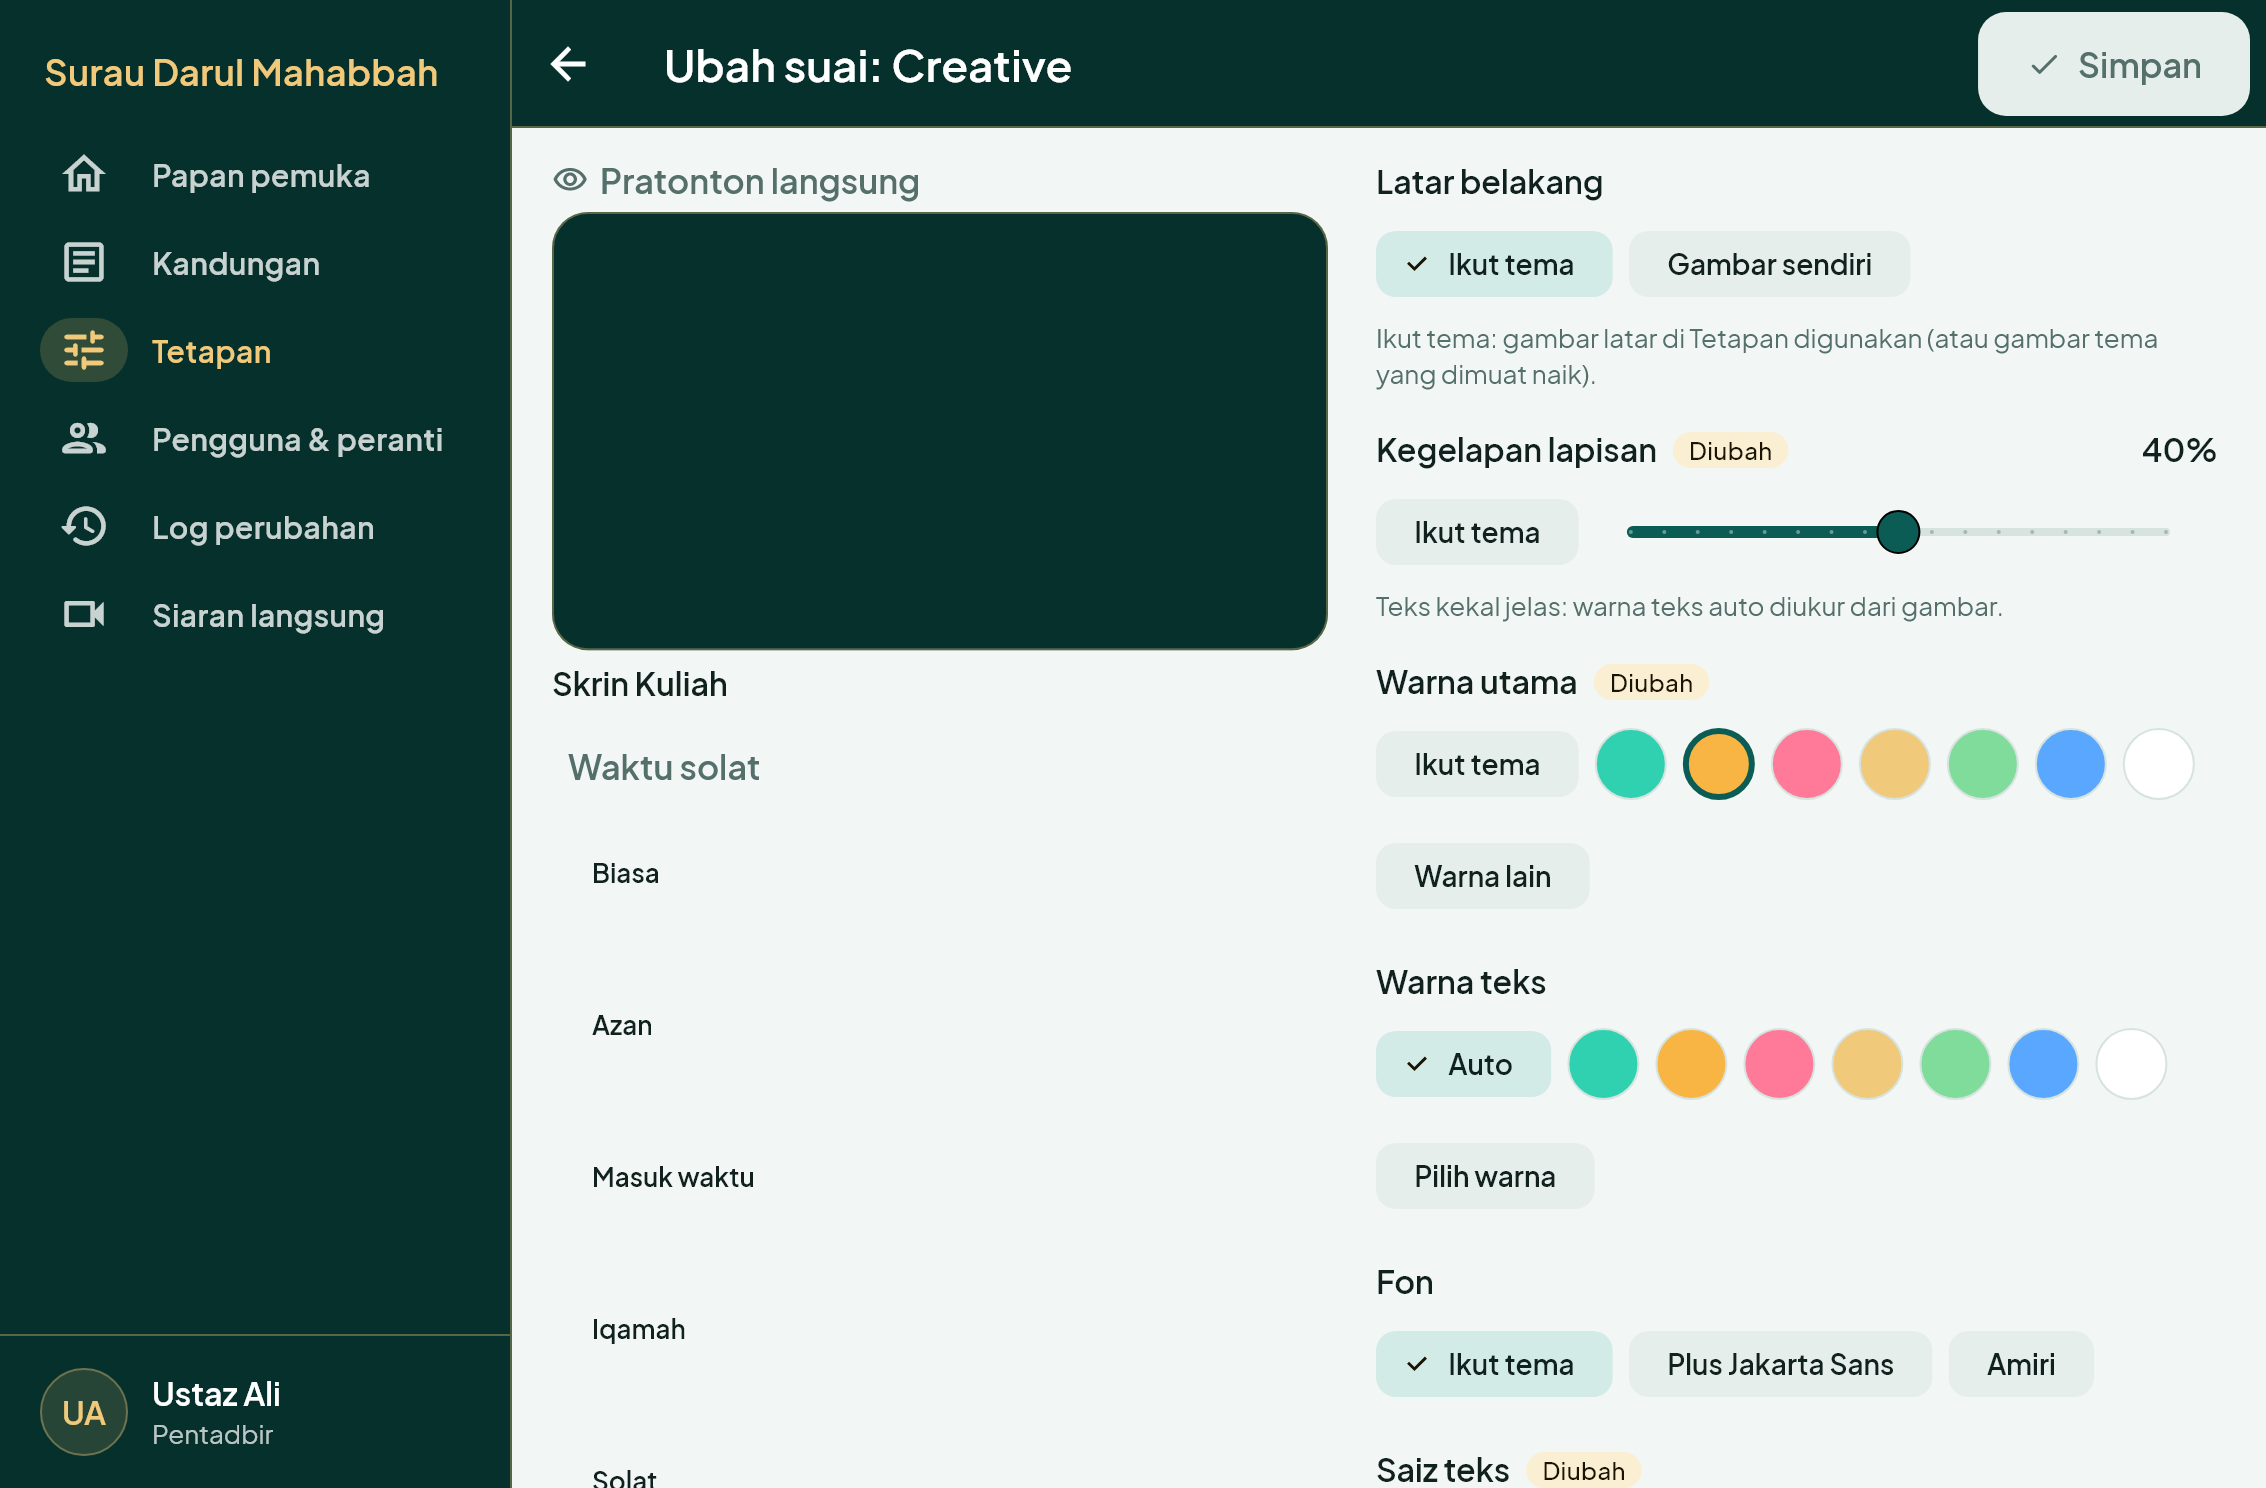 Surau Darul Mahabbah
Papan pemuka
Kandungan
Tetapan
Pengguna & peranti
Log perubahan
Siaran langsung
UA
Ustaz Ali
Pentadbir
Ubah suai: Creative
Simpan
Pratonton langsung
Skrin Kuliah
Waktu solat
Biasa
Azan
Masuk waktu
Iqamah
Solat
Latar belakang
Ikut tema
Gambar sendiri
Ikut tema: gambar latar di Tetapan digunakan (atau gambar tema
yang dimuat naik).
Kegelapan lapisan Diubah 40%
Ikut tema
Teks kekal jelas: warna teks auto diukur dari gambar.
Warna utama Diubah
Ikut tema
Warna lain
Warna teks
Auto
Pilih warna
Fon
Ikut tema
Plus Jakarta Sans
Amiri
Saiz teks Diubah